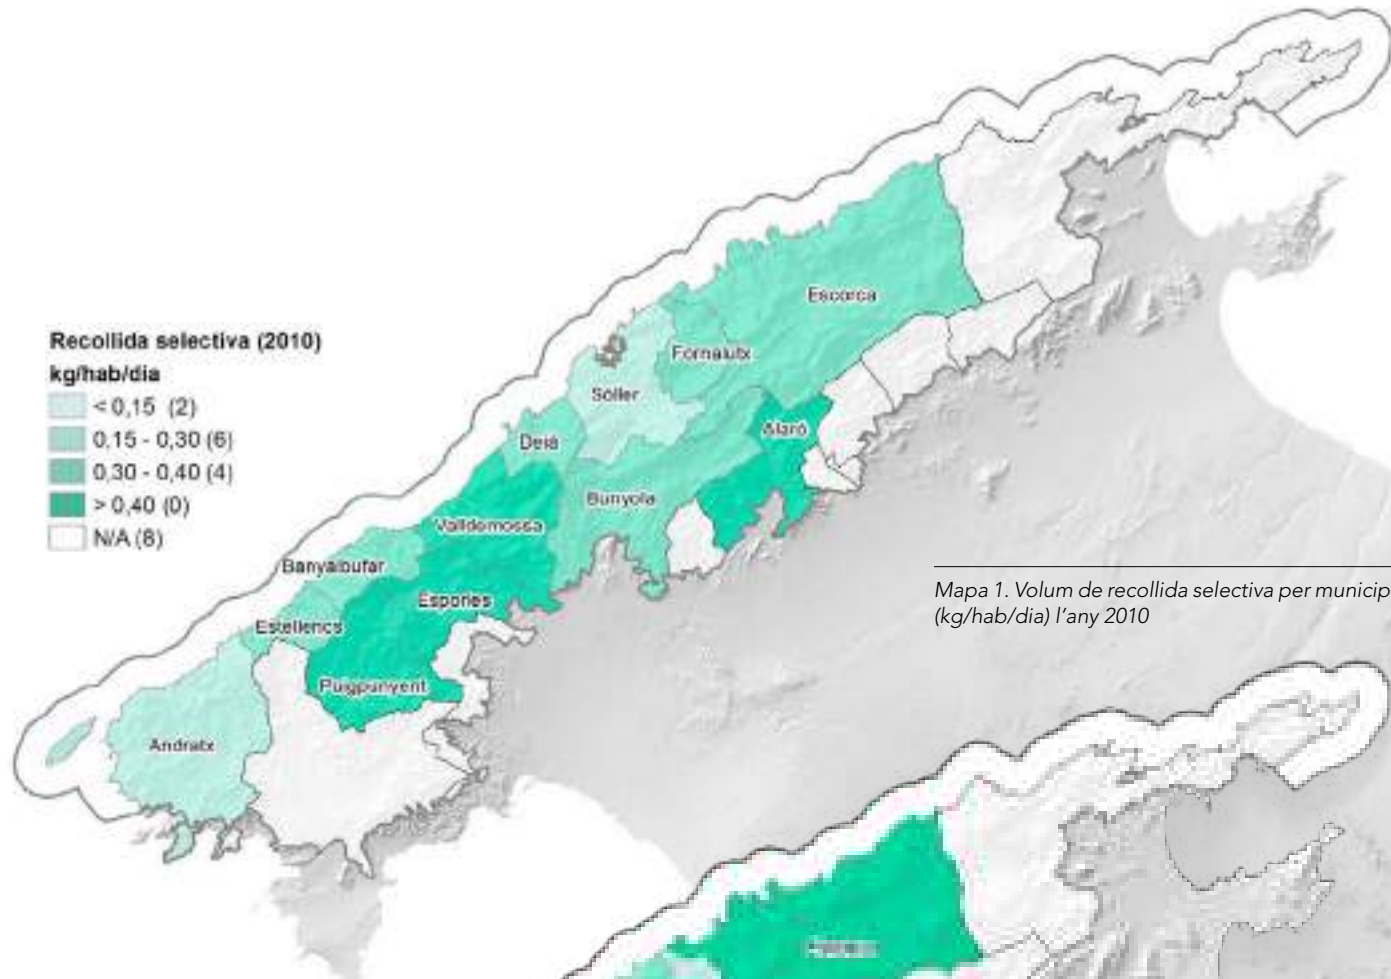 Escorca
Fornalutx
Sóller
Alaró
Deià
Bunyola
Valldemossa
Banyalbufar
Esporles
Estellencs
Puigpunyent
Andratx
Recollida selectiva (2010)
kg/hab/dia
< 0,15 (2)
0,15 - 0,30 (6)
0,30 - 0,40 (4)
> 0,40 (0)
N/A (8)
Mapa 1. Volum de recollida selectiva per municip
(kg/hab/dia) l'any 2010